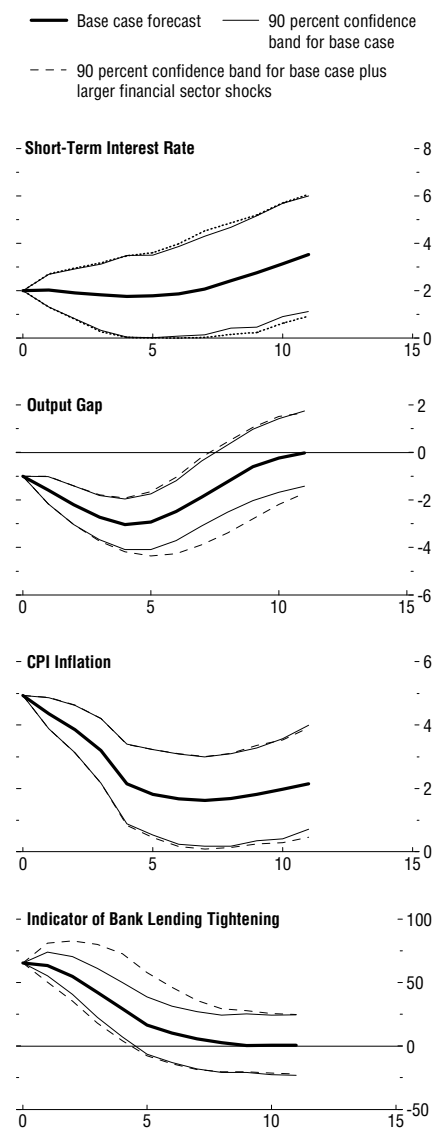 Base case forecast
90 percent confidence
band for base case
90 percent confidence band for base case plus
larger financial sector shocks
Short-Term Interest Rate
8
6
4
2
0
0 5 10 15
Output Gap
2
0
-2
-4
-6
0 5 10 15
CPI Inflation
6
4
2
0
0 5 10 15
Indicator of Bank Lending Tightening
100
50
0
-50
0 5 10 15